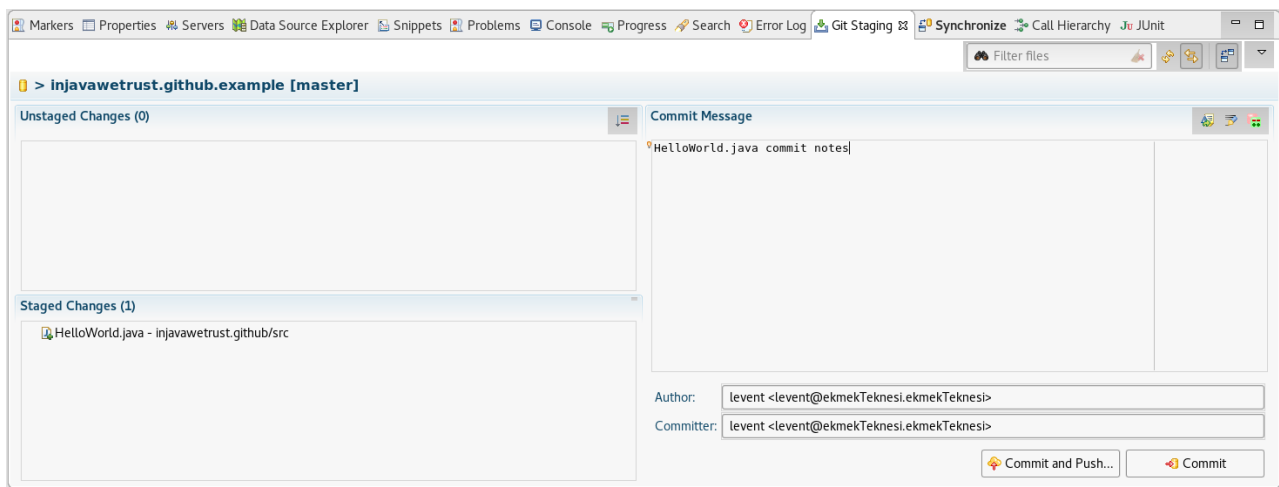 Markers Properties Servers Data Source Explorer Snippets Problems Console Progress Search Error Log Git Staging Synchronize Call Hierarchy Ju JUnit
Filter files
> injavawetrust.github.example [master]
Unstaged Changes (0)
Commit Message
HelloWorld.java commit notes
Staged Changes (1)
HelloWorld.java - injavawetrust.github/src
Author: levent <levent@ekmekTeknesi.ekmekTeknesi>
Committer: levent <levent@ekmekTeknesi.ekmekTeknesi>
Commit and Push... Commit